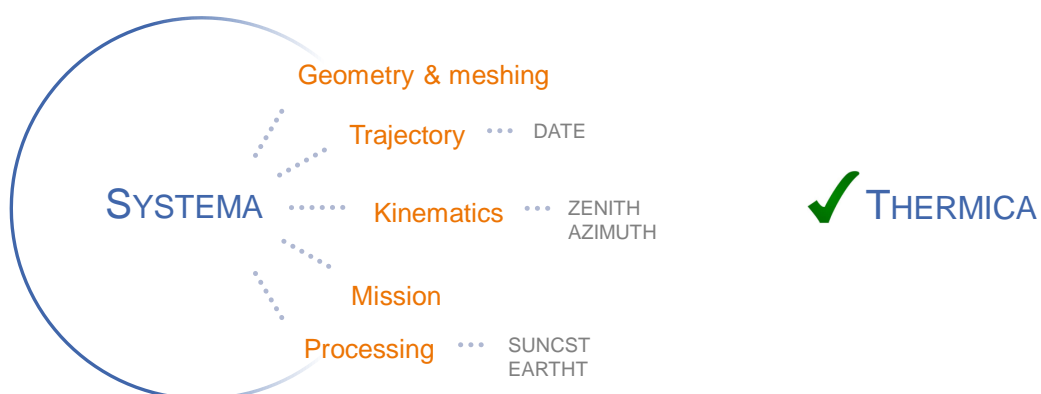 Geometry & meshing
Trajectory DATE
SYSTEMA Kinematics ZENITH
AZIMUTH
THERMICA
Mission
Processing SUNCST
EARTHT